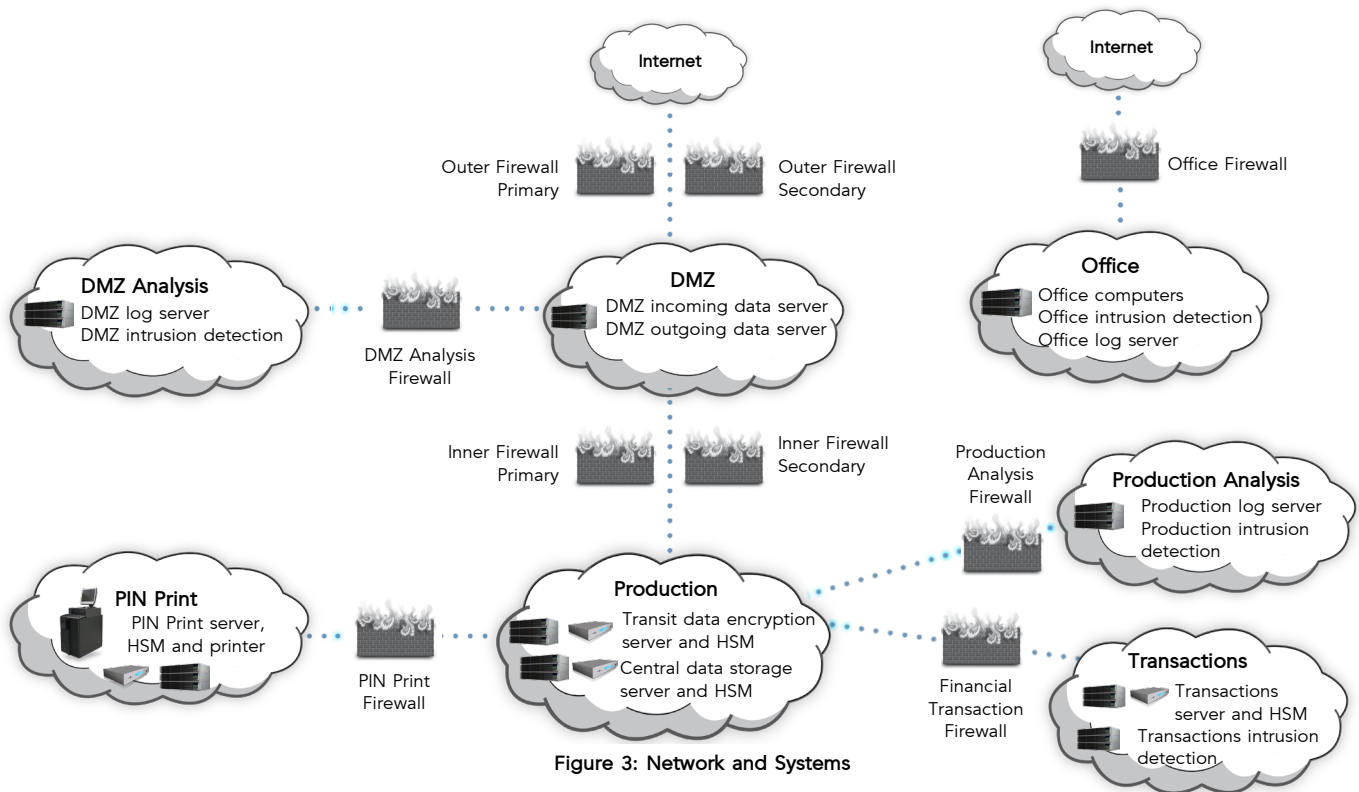 Internet
Internet
Outer Firewall
Primary
Outer Firewall
Secondary
Office Firewall
DMZ Analysis
DMZ log server
DMZ intrusion detection
DMZ Analysis
Firewall
DMZ
DMZ incoming data server
DMZ outgoing data server
Office
Office computers
Office intrusion detection
Office log server
Inner Firewall
Primary
Inner Firewall
Secondary
Production
Analysis
Firewall
Production Analysis
Production log server
Production intrusion
detection
PIN Print
PIN Print server,
HSM and printer
PIN Print
Firewall
Production
Transit data encryption
server and HSM
Central data storage
server and HSM
Financial
Transaction
Firewall
Transactions
Transactions
server and HSM
Transactions intrusion
detection
Figure 3: Network and Systems